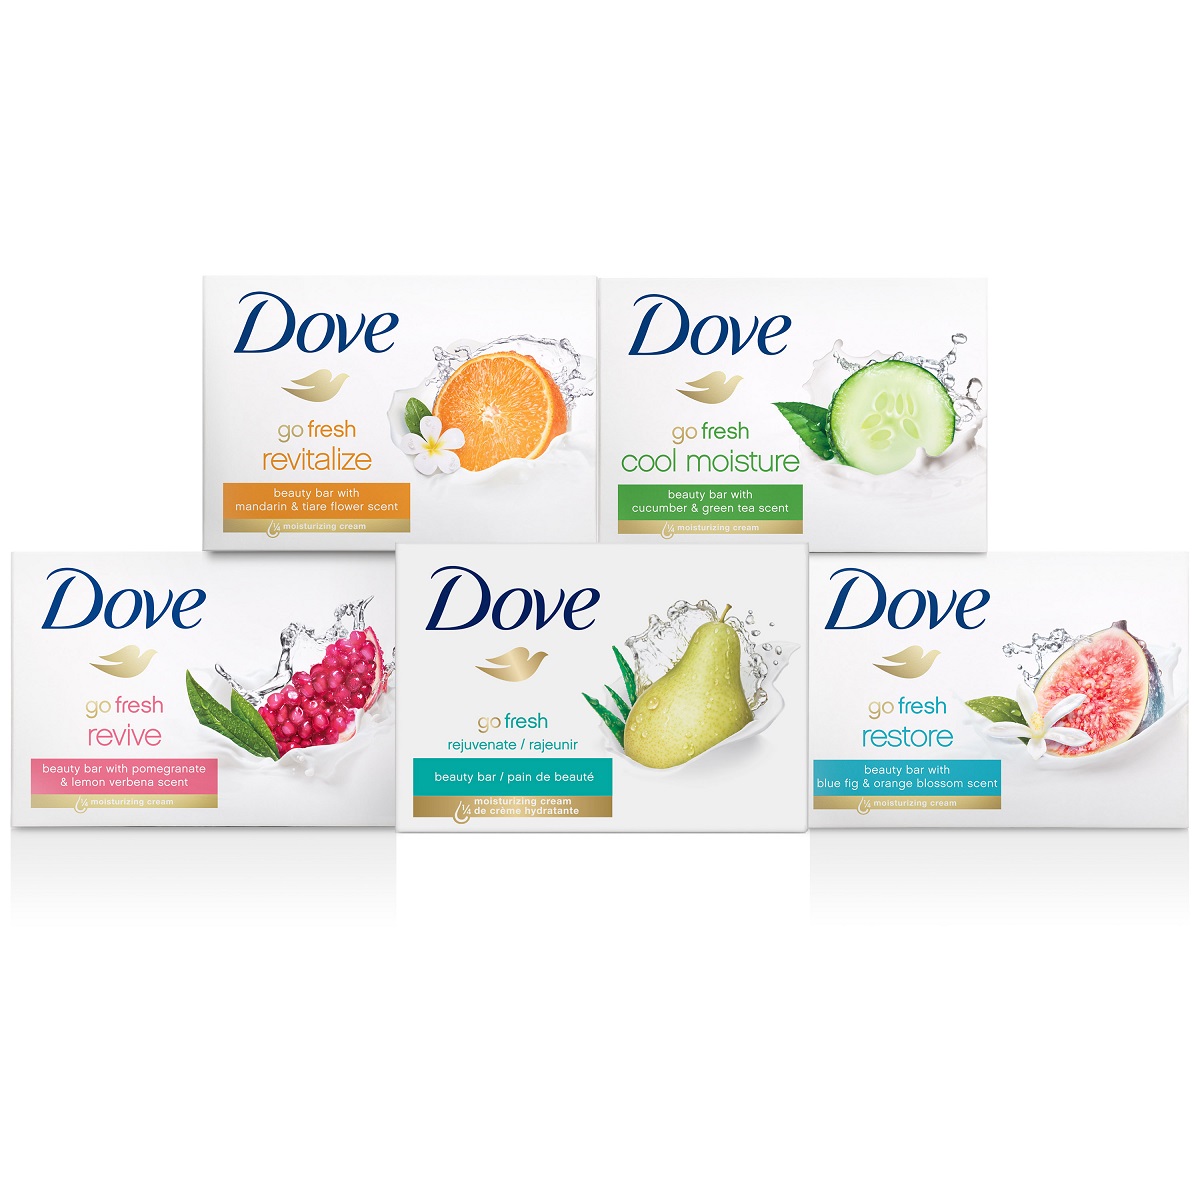 Dove
go fresh
revitalize
beauty bar with
mandarin & tiare flower scent
¼ moisturizing cream
Dove
go fresh
cool moisture
beauty bar with
cucumber & green tea scent
¼ moisturizing cream
Dove
go fresh
revive
beauty bar with pomegranate
& lemon verbena scent
¼ moisturizing cream
Dove
go fresh
rejuvenate / rajeunir
beauty bar / pain de beauté
moisturizing cream
¼ de crème hydratante
Dove
go fresh
restore
beauty bar with
blue fig & orange blossom scent
¼ moisturizing cream